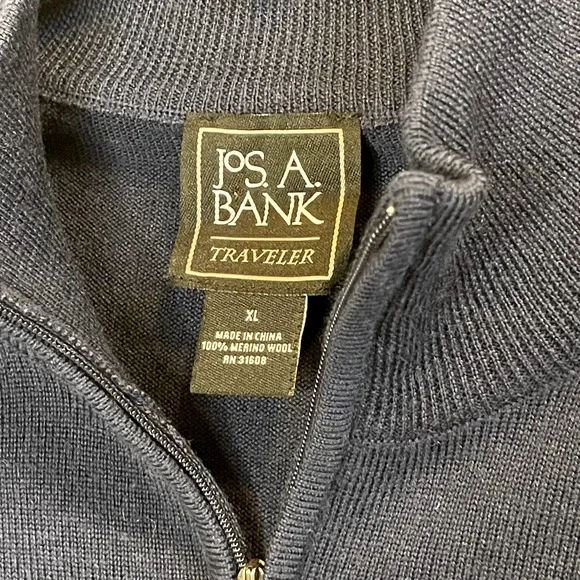 JOS. A.
BANK
TRAVELER
XL
MADE IN CHINA
100% MERINO WOOL
RN 31608